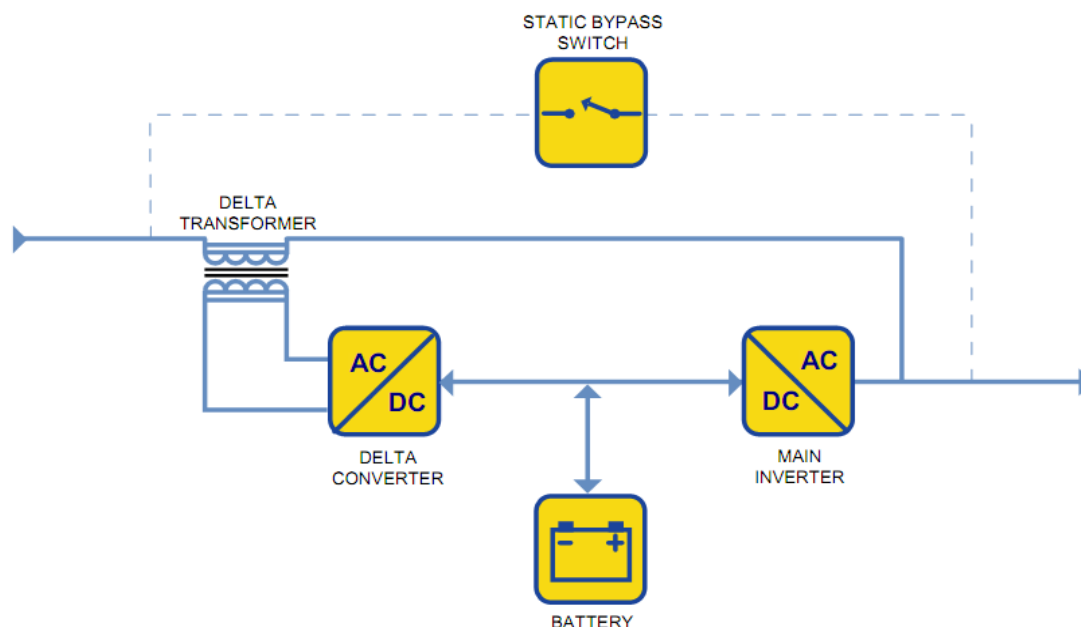 STATIC BYPASS
SWITCH
DELTA
TRANSFORMER
AC
DC
AC
DC
DELTA
CONVERTER
MAIN
INVERTER
BATTERY